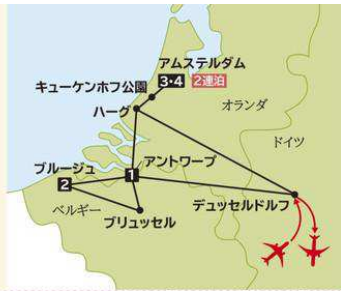 アムステルダム
キューケンホフ公園
3・4 2連泊
ハーグ
オランダ
ドイツ
ブルージュ
アントワープ
1
2
ベルギー
ブリュッセル
デュッセルドルフ